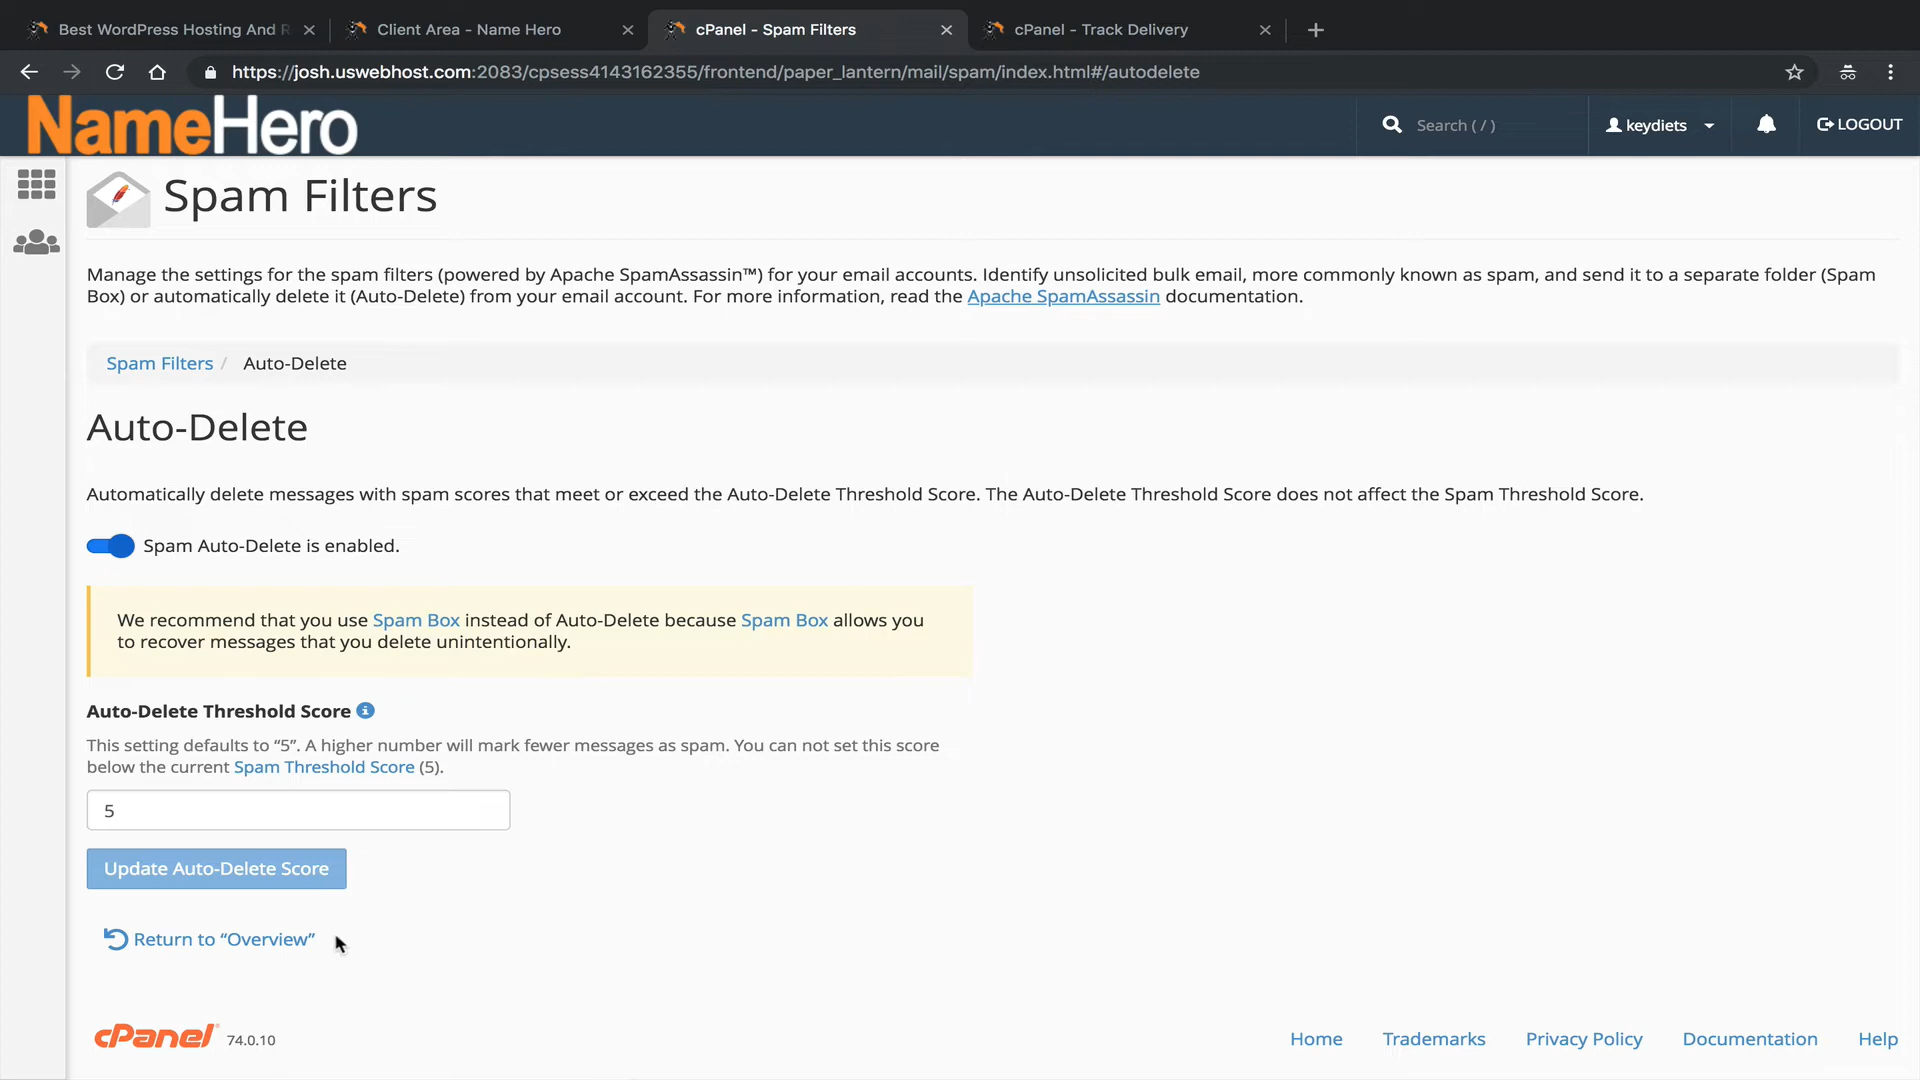 Best WordPress Hosting And R
Client Area - Name Hero
cPanel - Spam Filters
cPanel - Track Delivery
https://josh.uswebhost.com:2083/cpsess4143162355/frontend/paper_lantern/mail/spam/index.html#/autodelete
NameHero
Search ( / )
keydiets
LOGOUT
Spam Filters
Manage the settings for the spam filters (powered by Apache SpamAssassin™) for your email accounts. Identify unsolicited bulk email, more commonly known as spam, and send it to a separate folder (Spam
Box) or automatically delete it (Auto-Delete) from your email account. For more information, read the Apache SpamAssassin documentation.
Spam Filters / Auto-Delete
Auto-Delete
Automatically delete messages with spam scores that meet or exceed the Auto-Delete Threshold Score. The Auto-Delete Threshold Score does not affect the Spam Threshold Score.
Spam Auto-Delete is enabled.
We recommend that you use Spam Box instead of Auto-Delete because Spam Box allows you
to recover messages that you delete unintentionally.
Auto-Delete Threshold Score
This setting defaults to “5”. A higher number will mark fewer messages as spam. You can not set this score
below the current Spam Threshold Score (5).
5
Update Auto-Delete Score
Return to “Overview”
cPanel 74.0.10
Home
Trademarks
Privacy Policy
Documentation
Help